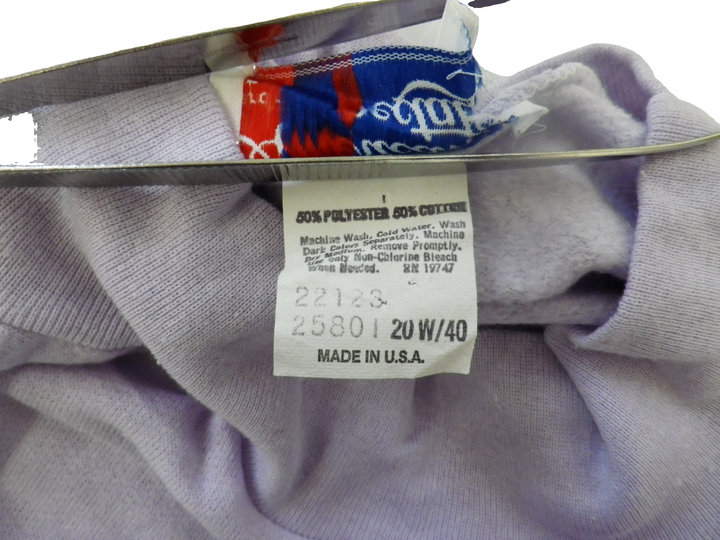 50% POLYESTER 50% COTTON
Machine Wash, Cold Water, Wash
Dark Colors Separately, Machine
Dry Medium. Remove Promptly.
Use only Non-Chlorine Bleach
When Needed. RN 19747
22123
25801 20W/40
MADE IN U.S.A.